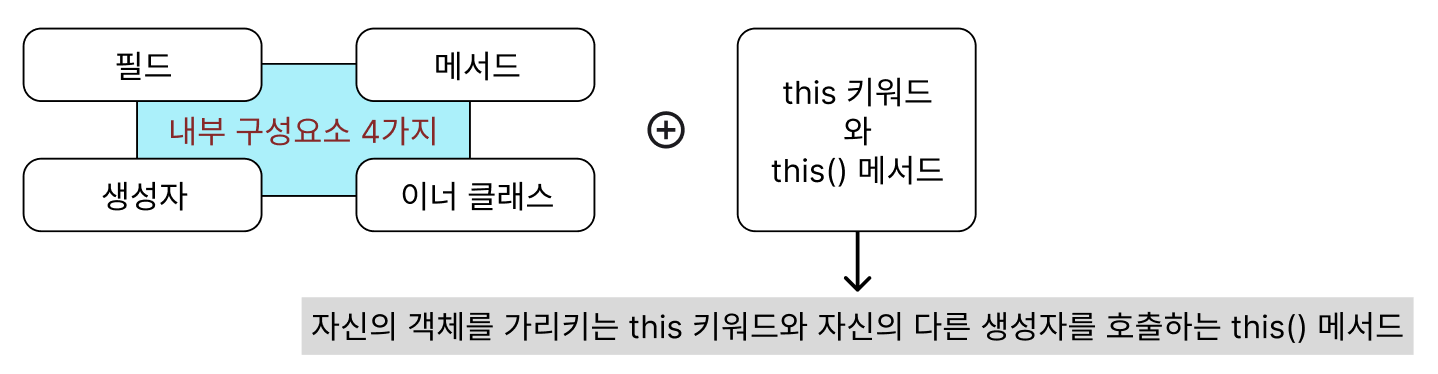 필드
메서드
내부 구성요소 4가지
생성자
이너 클래스
this 키워드
와
this() 메서드
자신의 객체를 가리키는 this 키워드와 자신의 다른 생성자를 호출하는 this() 메서드